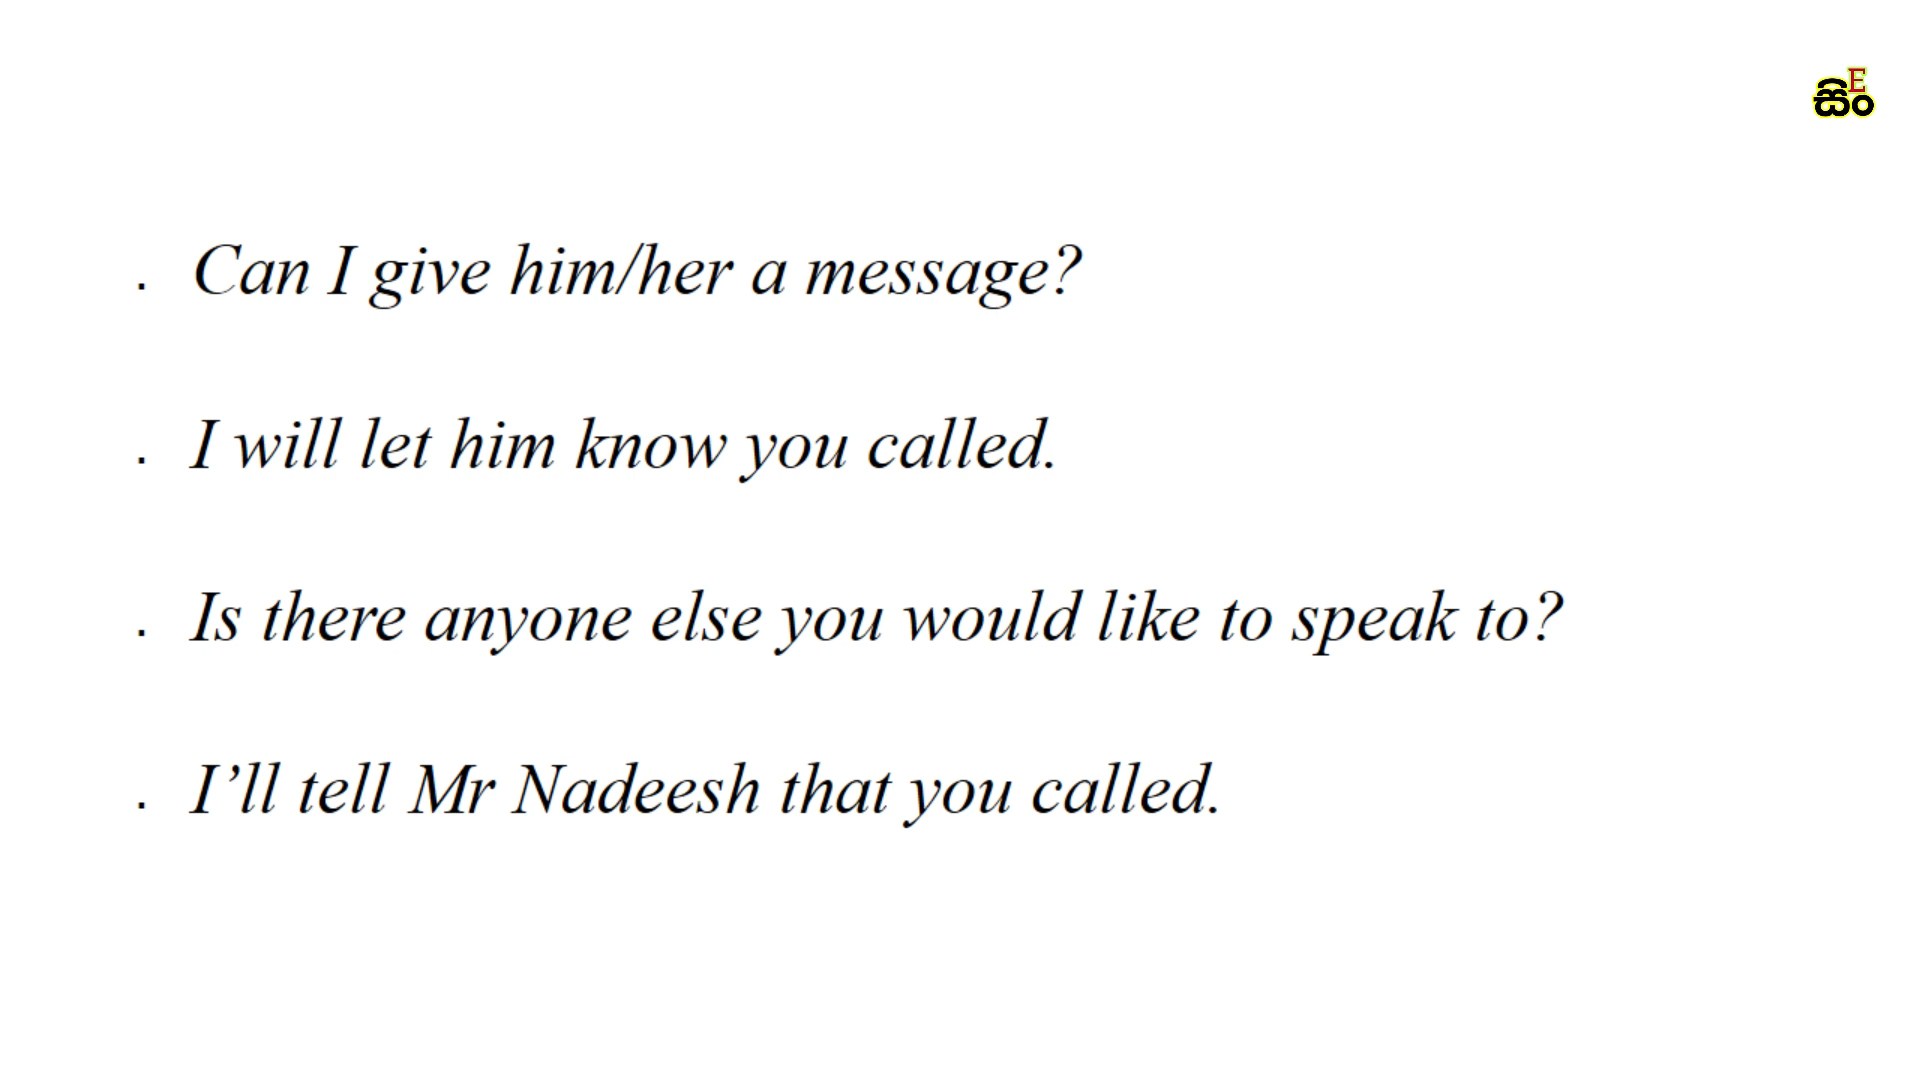 සිං E
. Can I give him/her a message?
. I will let him know you called.
. Is there anyone else you would like to speak to?
. I’ll tell Mr Nadeesh that you called.